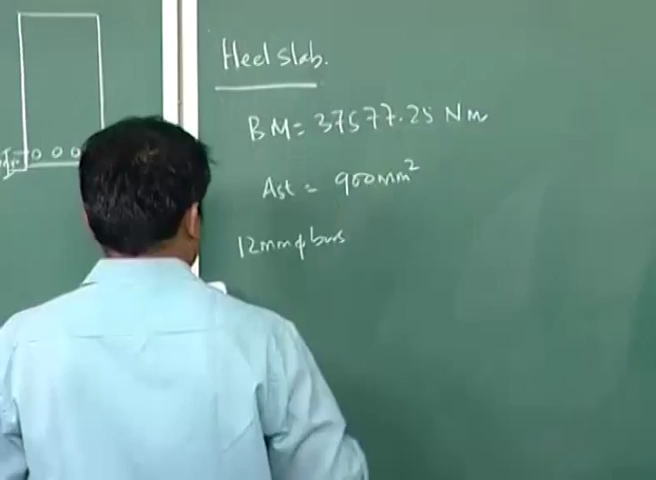 Heel slab.
BM = 37577.25 Nm
Ast = 900mm²
12mm φ bars